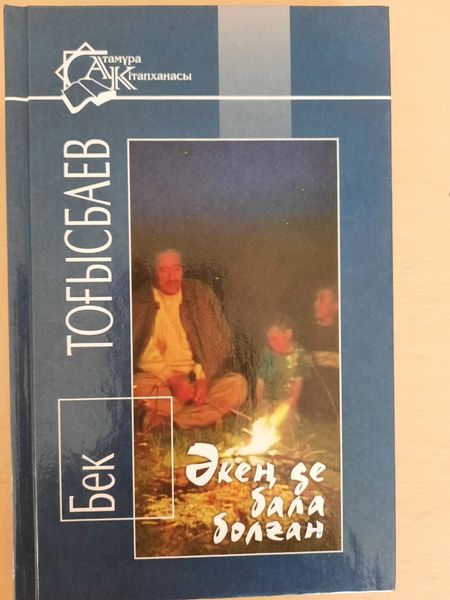 Атамұра
Кітапханасы
Бек
ТОҒЫСБАЕВ
Әкең де
бала
болған